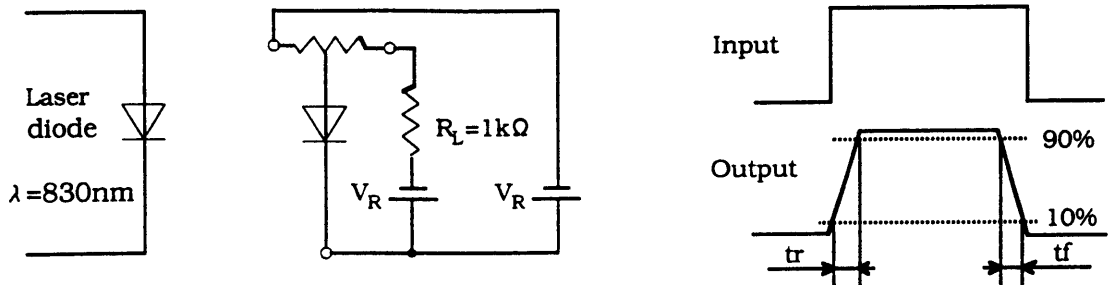 Laser
diode
λ=830nm
R_L=1kΩ
V_R
V_R
Input
Output
90%
10%
tr
tf